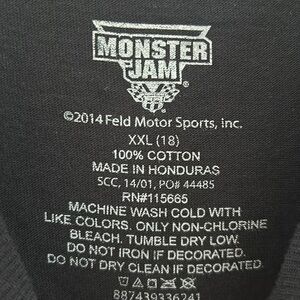 MONSTER
JAM
®
©2014 Feld Motor Sports, Inc.
XXL (18)
100% COTTON
MADE IN HONDURAS
SCC, 14/01, PO# 44485
RN#115665
MACHINE WASH COLD WITH
LIKE COLORS. ONLY NON-CHLORINE
BLEACH. TUMBLE DRY LOW.
DO NOT IRON IF DECORATED.
DO NOT DRY CLEAN IF DECORATED.
887439336241